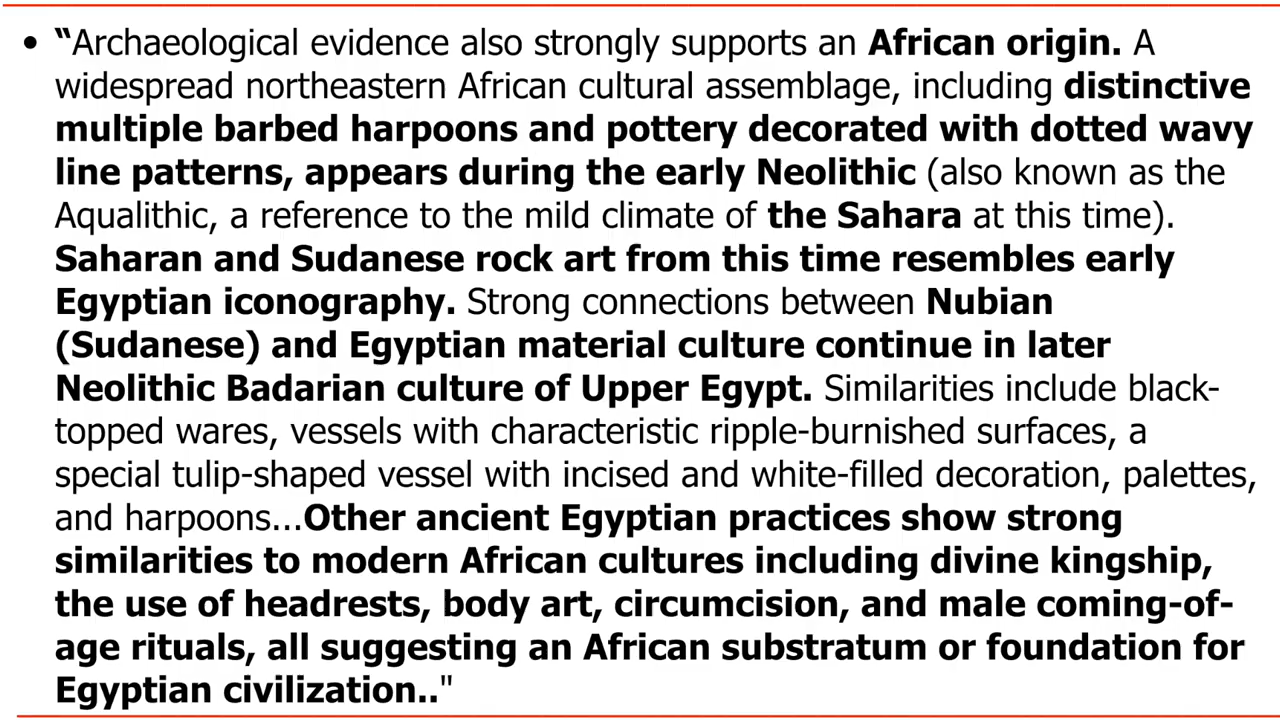 • “Archaeological evidence also strongly supports an African origin. A
widespread northeastern African cultural assemblage, including distinctive
multiple barbed harpoons and pottery decorated with dotted wavy
line patterns, appears during the early Neolithic (also known as the
Aqualithic, a reference to the mild climate of the Sahara at this time).
Saharan and Sudanese rock art from this time resembles early
Egyptian iconography. Strong connections between Nubian
(Sudanese) and Egyptian material culture continue in later
Neolithic Badarian culture of Upper Egypt. Similarities include black-
topped wares, vessels with characteristic ripple-burnished surfaces, a
special tulip-shaped vessel with incised and white-filled decoration, palettes,
and harpoons...Other ancient Egyptian practices show strong
similarities to modern African cultures including divine kingship,
the use of headrests, body art, circumcision, and male coming-of-
age rituals, all suggesting an African substratum or foundation for
Egyptian civilization.."